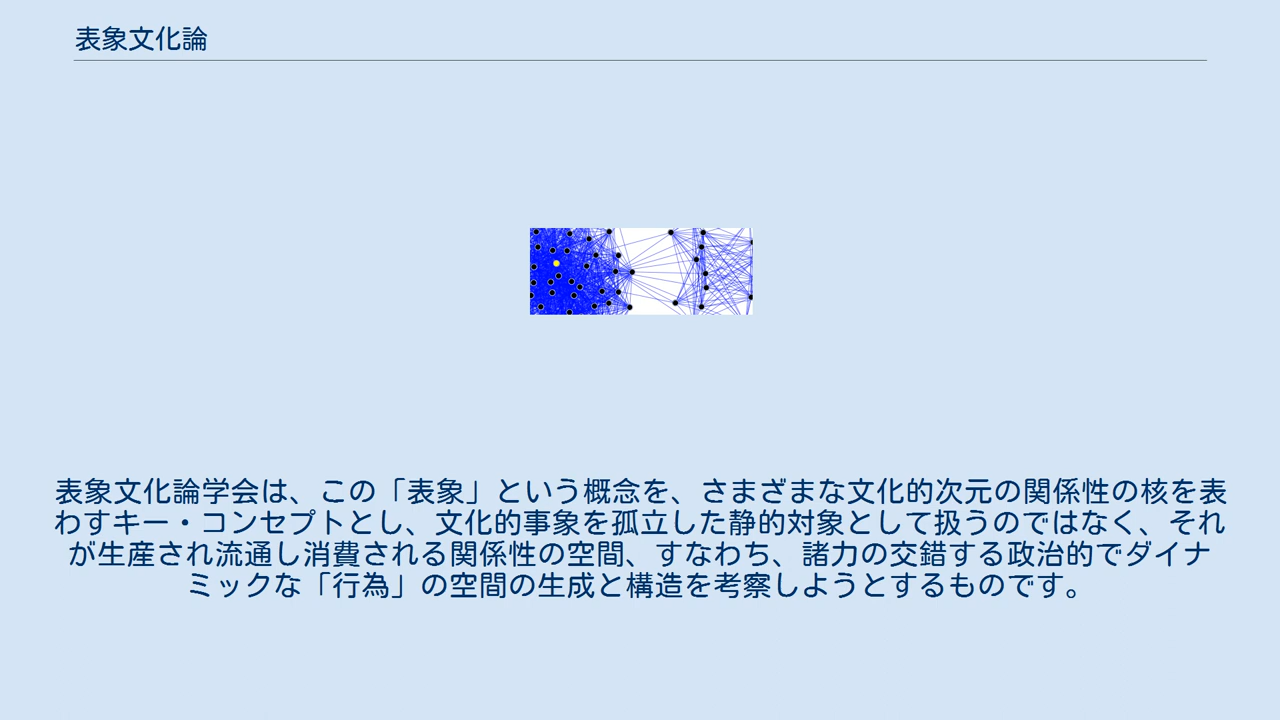 表象文化論
表象文化論学会は、この「表象」という概念を、さまざまな文化的次元の関係性の核を表
わすキー・コンセプトとし、文化的事象を孤立した静的対象として扱うのではなく、それ
が生産され流通し消費される関係性の空間、すなわち、諸力の交錯する政治的でダイナ
ミックな「行為」の空間の生成と構造を考察しようとするものです。